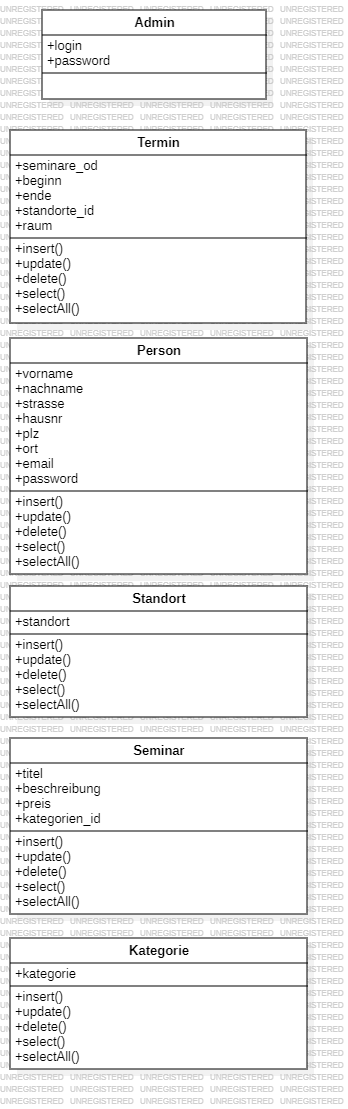 Admin
+login
+password
Termin
+seminare_od
+beginn
+ende
+standorte_id
+raum
+insert()
+update()
+delete()
+select()
+selectAll()
Person
+vorname
+nachname
+strasse
+hausnr
+plz
+ort
+email
+password
+insert()
+update()
+delete()
+select()
+selectAll()
Standort
+standort
+insert()
+update()
+delete()
+select()
+selectAll()
Seminar
+titel
+beschreibung
+preis
+kategorien_id
+insert()
+update()
+delete()
+select()
+selectAll()
Kategorie
+kategorie
+insert()
+update()
+delete()
+select()
+selectAll()
UNREGISTERED UNREGISTERED UNREGISTERED UNREGISTERED UNREGISTERED